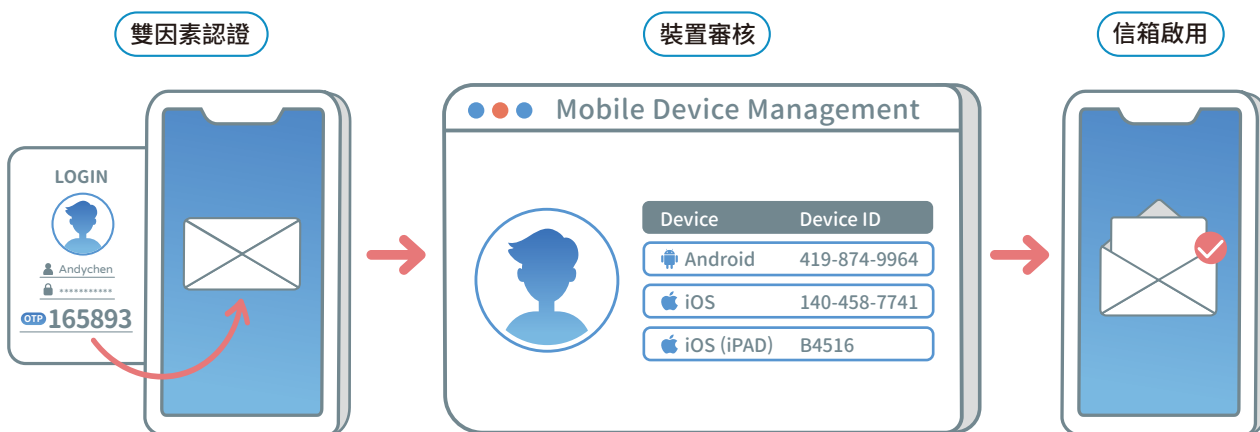 雙因素認證
裝置審核
信箱啟用
LOGIN
Andychen
***********
OTP 165893
Mobile Device Management
Device Device ID
Android 419-874-9964
iOS 140-458-7741
iOS (iPAD) B4516